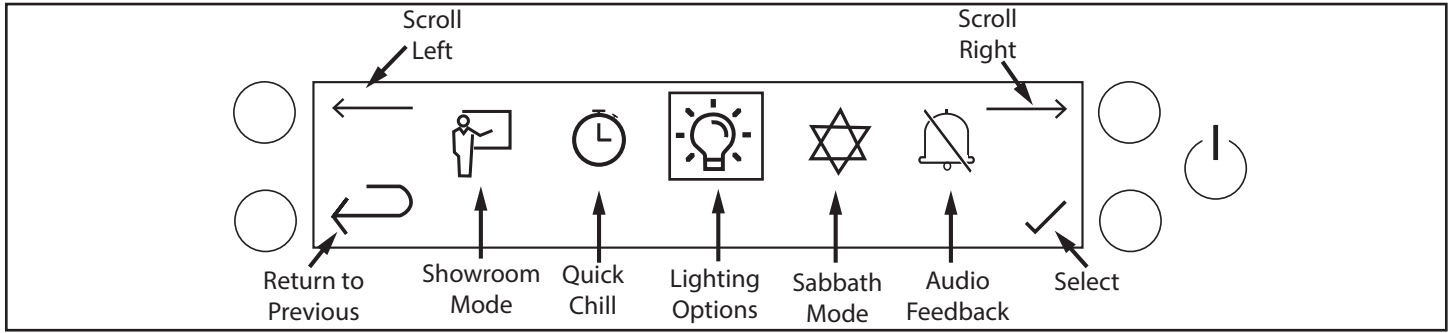 Scroll
Left
Scroll
Right
Return to
Previous
Showroom
Mode
Quick
Chill
Lighting
Options
Sabbath
Mode
Audio
Feedback
Select